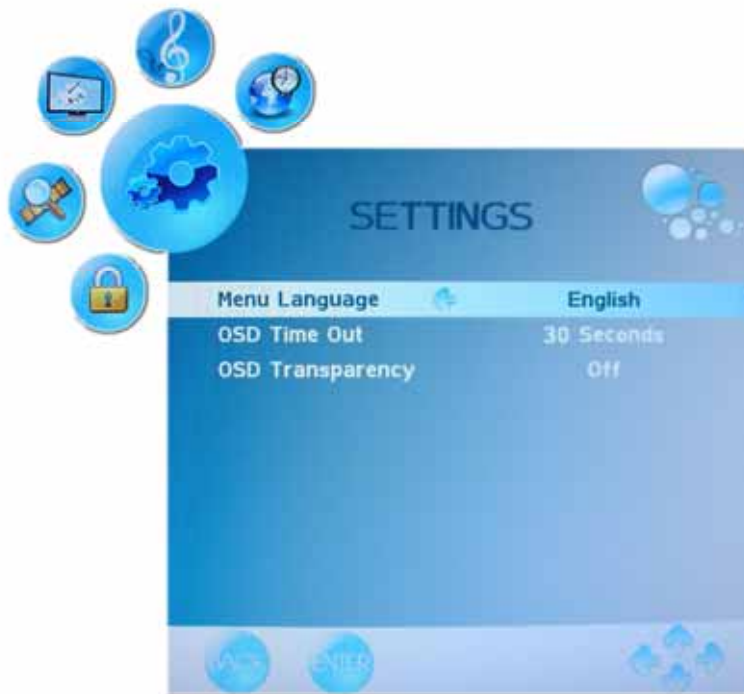 SETTINGS
Menu Language English
OSD Time Out 30 Seconds
OSD Transparency Off
BACK ENTER